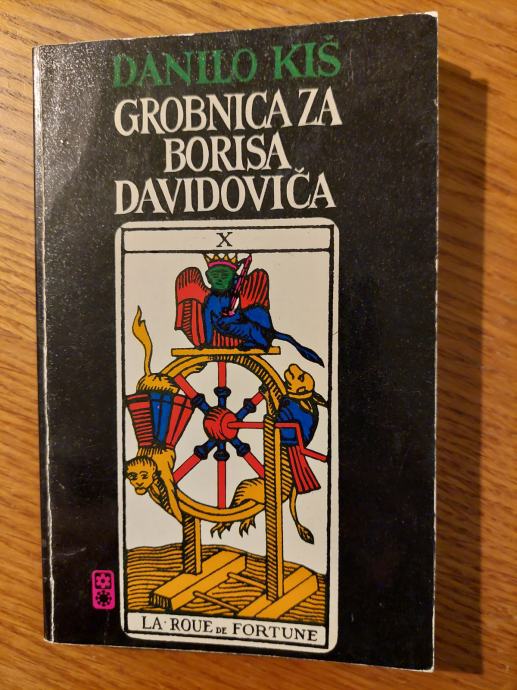 DANILO KIŠ
GROBNICA ZA
BORISA
DAVIDOVIČA
X
LA·ROUE DE FORTUNE